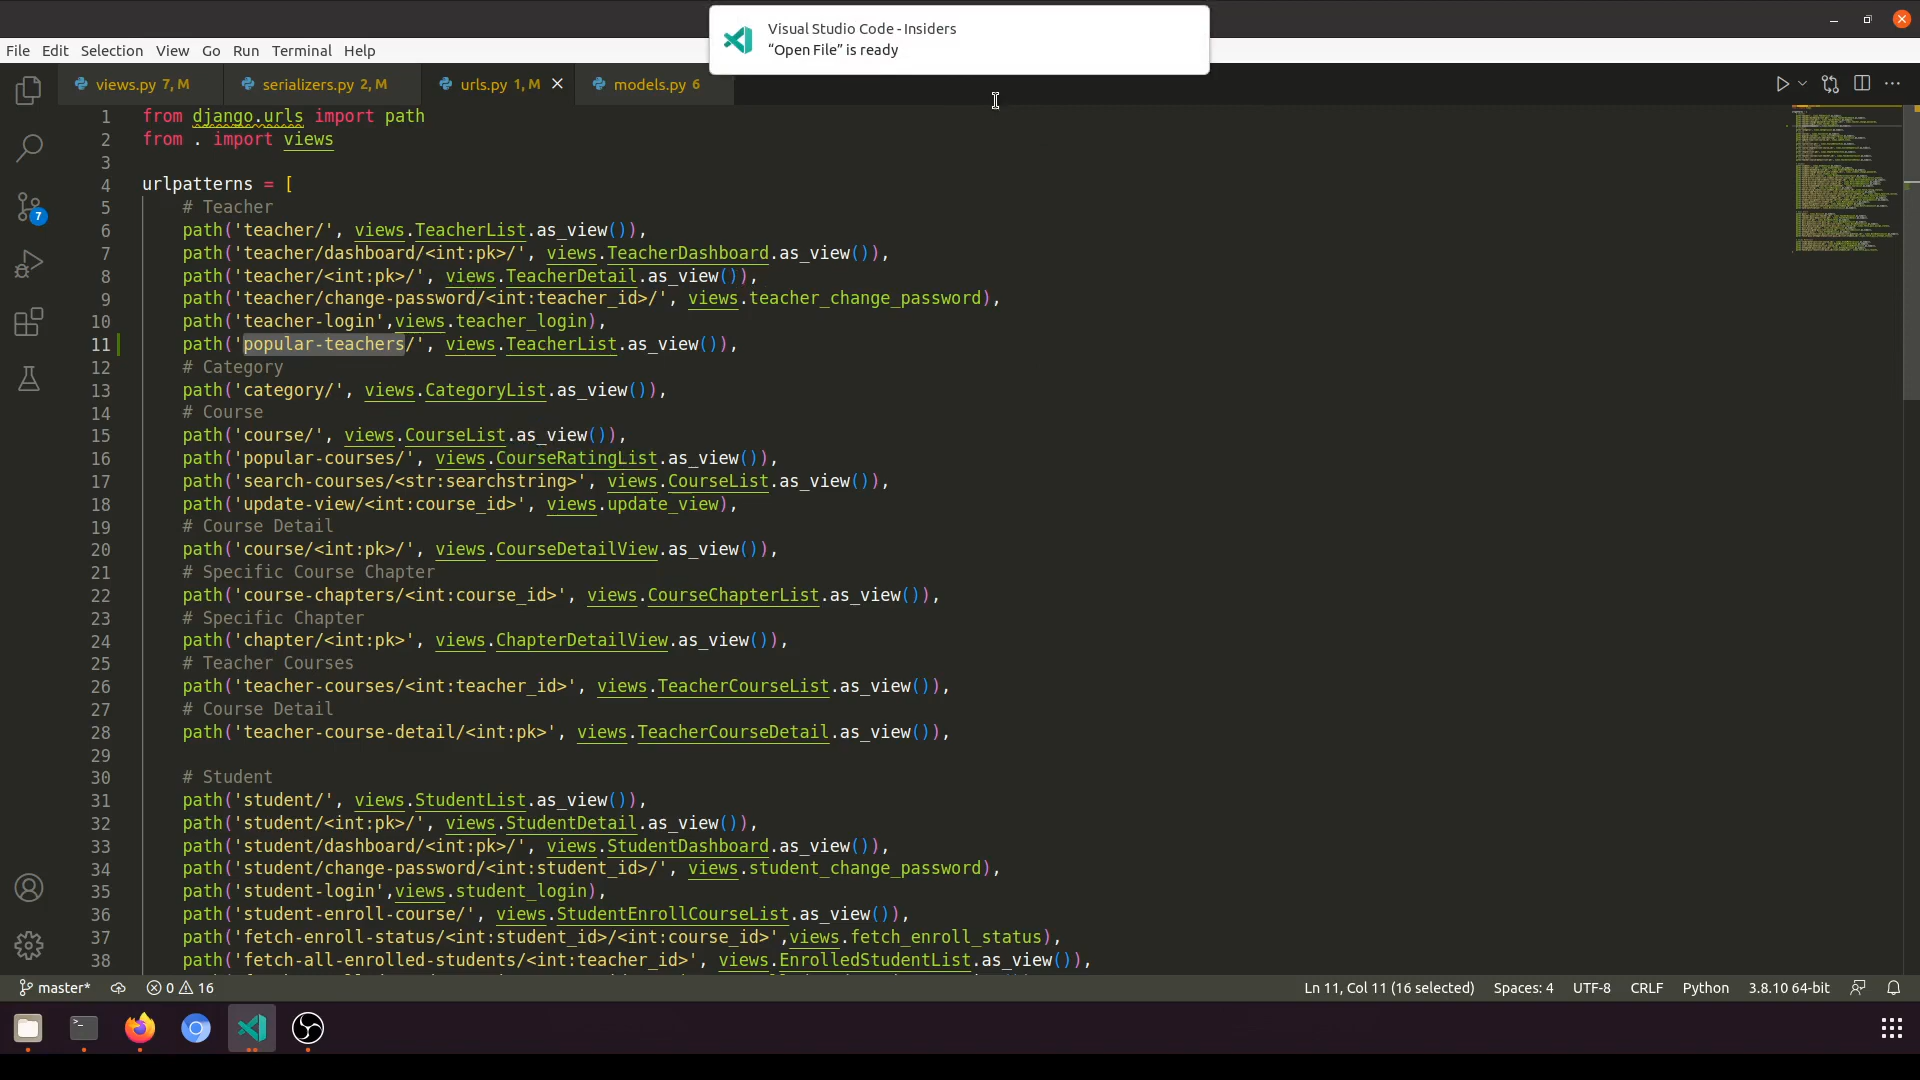 Visual Studio Code - Insiders
“Open File” is ready
File Edit Selection View Go Run Terminal Help
views.py 7, M serializers.py 2, M urls.py 1, M models.py 6
1 from django.urls import path
2 from . import views
3
4 urlpatterns = [
5 # Teacher
6 path('teacher/', views.TeacherList.as_view()),
7 path('teacher/dashboard/<int:pk>/', views.TeacherDashboard.as_view()),
8 path('teacher/<int:pk>/', views.TeacherDetail.as_view()),
9 path('teacher/change-password/<int:teacher_id>/', views.teacher_change_password),
10 path('teacher-login',views.teacher_login),
11 path('popular-teachers/', views.TeacherList.as_view()),
12 # Category
13 path('category/', views.CategoryList.as_view()),
14 # Course
15 path('course/', views.CourseList.as_view()),
16 path('popular-courses/', views.CourseRatingList.as_view()),
17 path('search-courses/<str:searchstring>', views.CourseList.as_view()),
18 path('update-view/<int:course_id>', views.update_view),
19 # Course Detail
20 path('course/<int:pk>/', views.CourseDetailView.as_view()),
21 # Specific Course Chapter
22 path('course-chapters/<int:course_id>', views.CourseChapterList.as_view()),
23 # Specific Chapter
24 path('chapter/<int:pk>', views.ChapterDetailView.as_view()),
25 # Teacher Courses
26 path('teacher-courses/<int:teacher_id>', views.TeacherCourseList.as_view()),
27 # Course Detail
28 path('teacher-course-detail/<int:pk>', views.TeacherCourseDetail.as_view()),
29
30 # Student
31 path('student/', views.StudentList.as_view()),
32 path('student/<int:pk>/', views.StudentDetail.as_view()),
33 path('student/dashboard/<int:pk>/', views.StudentDashboard.as_view()),
34 path('student/change-password/<int:student_id>/', views.student_change_password),
35 path('student-login',views.student_login),
36 path('student-enroll-course/', views.StudentEnrollCourseList.as_view()),
37 path('fetch-enroll-status/<int:student_id>/<int:course_id>',views.fetch_enroll_status),
38 path('fetch-all-enrolled-students/<int:teacher_id>', views.EnrolledStudentList.as_view()),
7
master* 0 16 Ln 11, Col 11 (16 selected) Spaces: 4 UTF-8 CRLF Python 3.8.10 64-bit